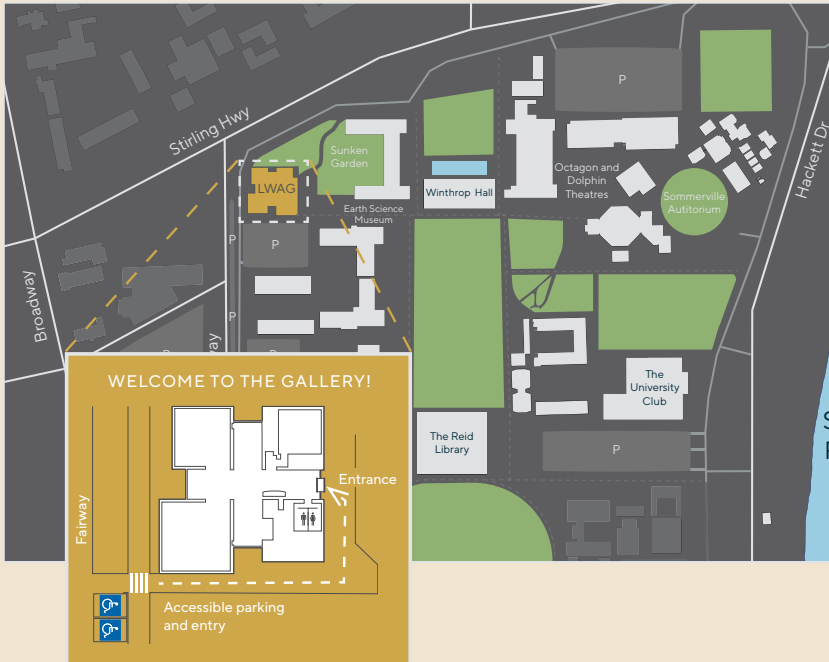 P
Stirling Hwy
Sunken
Garden
LWAG
Winthrop Hall
Octagon and
Dolphin
Theatres
Sommerville
Autitorium
Hackett Dr
Earth Science
Museum
P
P
P
Broadway
The
University
Club
The Reid
Library
P
WELCOME TO THE GALLERY!
Entrance
Fairway
Accessible parking
and entry